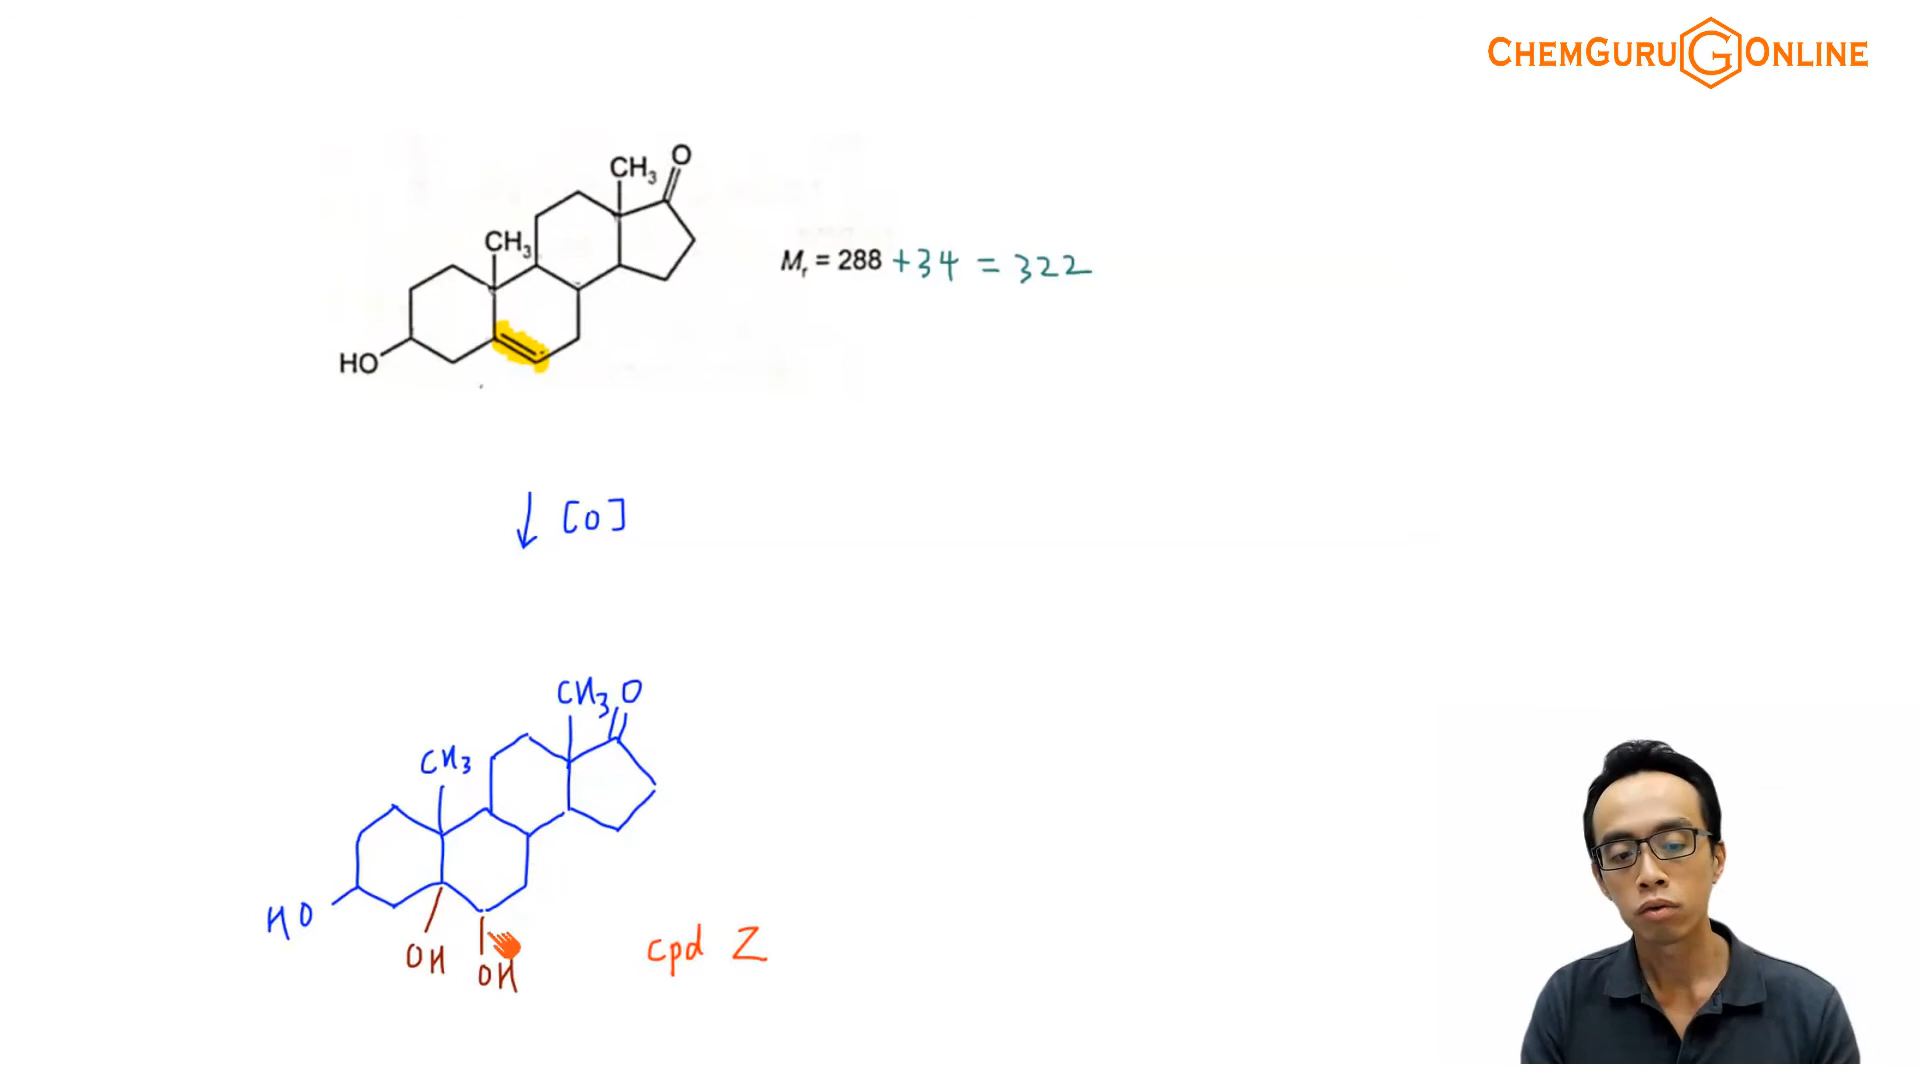 CHEMGURU G ONLINE
O
CH₃
CH₃
Mᵣ = 288 + 34 = 322
HO
[O]
CH₃ O
CH₃
HO
OH
OH
cpd Z